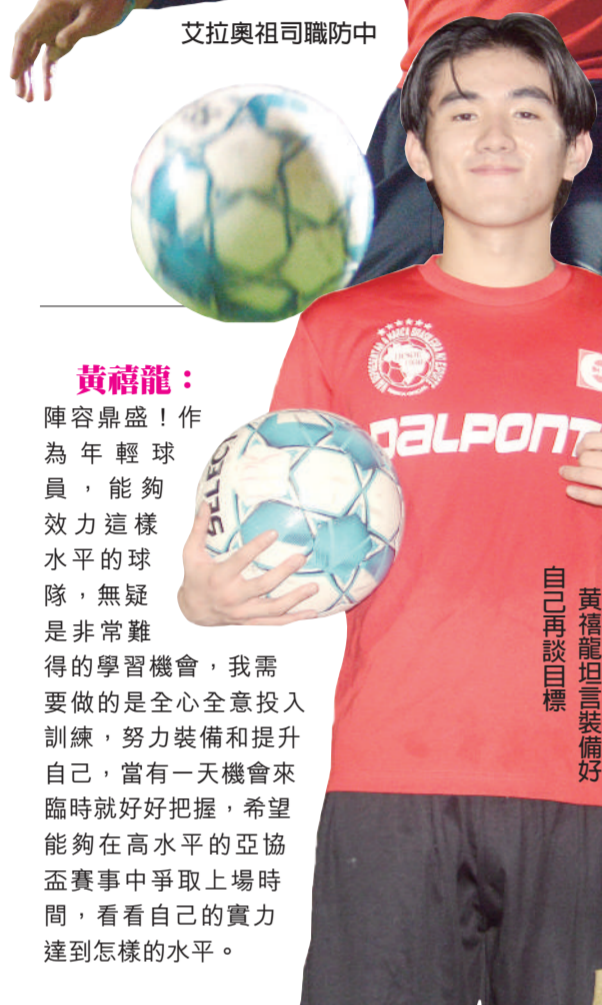 艾拉奧祖司職防中
黃禧龍：
陣容鼎盛！作
為年輕球
員，能夠
效力這樣
水平的球
隊，無疑
是非常難
得的學習機會，我需
要做的是全心全意投入
訓練，努力裝備和提升
自己，當有一天機會來
臨時就好好把握，希望
能夠在高水平的亞協
盃賽事中爭取上場時
間，看看自己的實力
達到怎樣的水平。
SELECT
DALPONT
黃禧龍坦言裝備好
自己再談目標